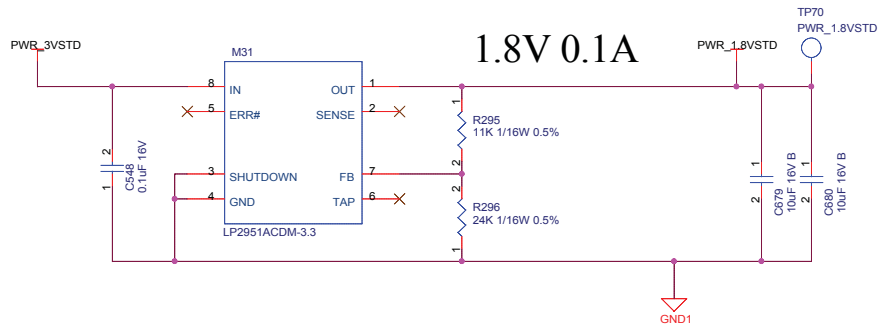 TP70
PWR_3VSTD
M31
1.8V 0.1A
PWR_1.8VSTD
PWR_1.8VSTD
8
IN
OUT
1
5
ERR#
SENSE
2
1
R295
11K 1/16W 0.5%
2
2
C548
0.1uF 16V
1
3
SHUTDOWN
FB
7
4
GND
TAP
6
2
R296
24K 1/16W 0.5%
1
1
C679
10uF 16V B
2
1
C680
10uF 16V B
2
LP2951ACDM-3.3
GND1